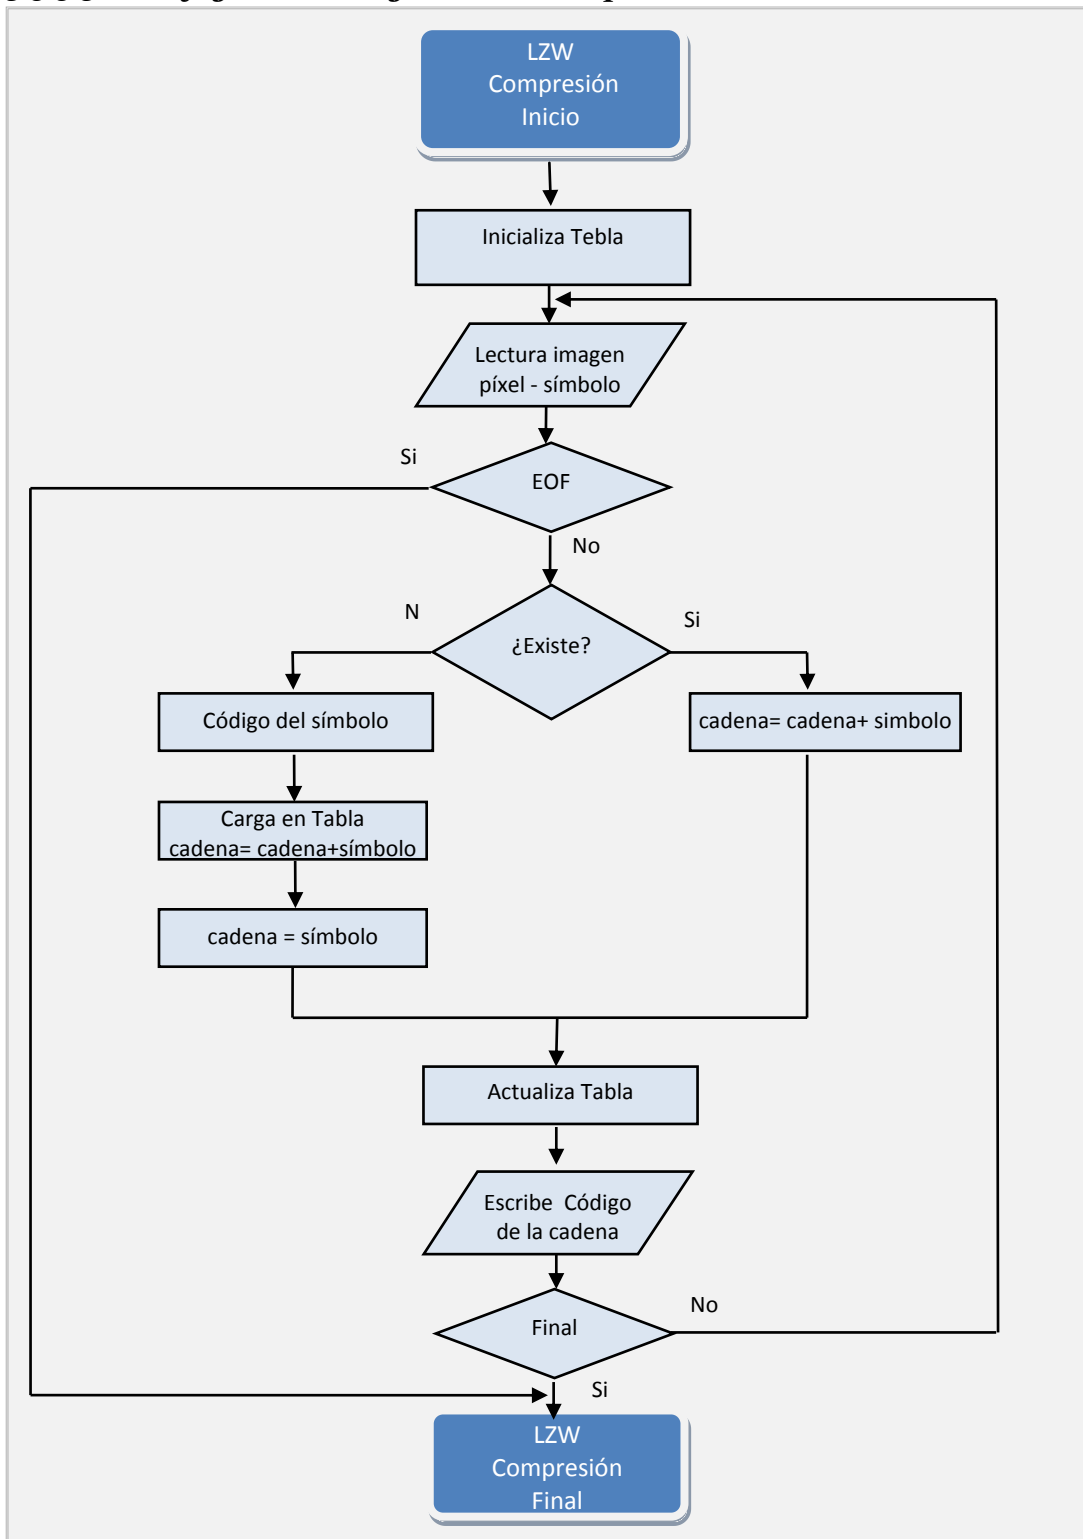 LZW
Compresión
Inicio
Inicializa Tebla
Lectura imagen
píxel - símbolo
Si
EOF
No
N
¿Existe?
Si
Código del símbolo
cadena= cadena+ simbolo
Carga en Tabla
cadena= cadena+símbolo
cadena = símbolo
Actualiza Tabla
Escribe Código
de la cadena
No
Final
Si
LZW
Compresión
Final